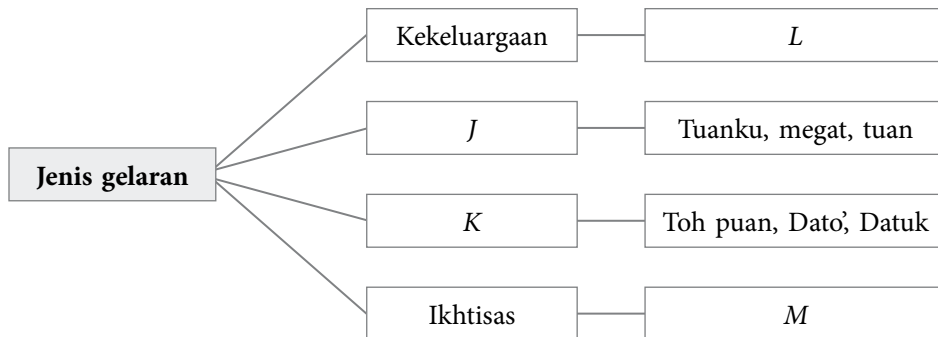 Kekeluargaan
L
J
Tuanku, megat, tuan
Jenis gelaran
K
Toh puan, Dato’, Datuk
Ikhtisas
M